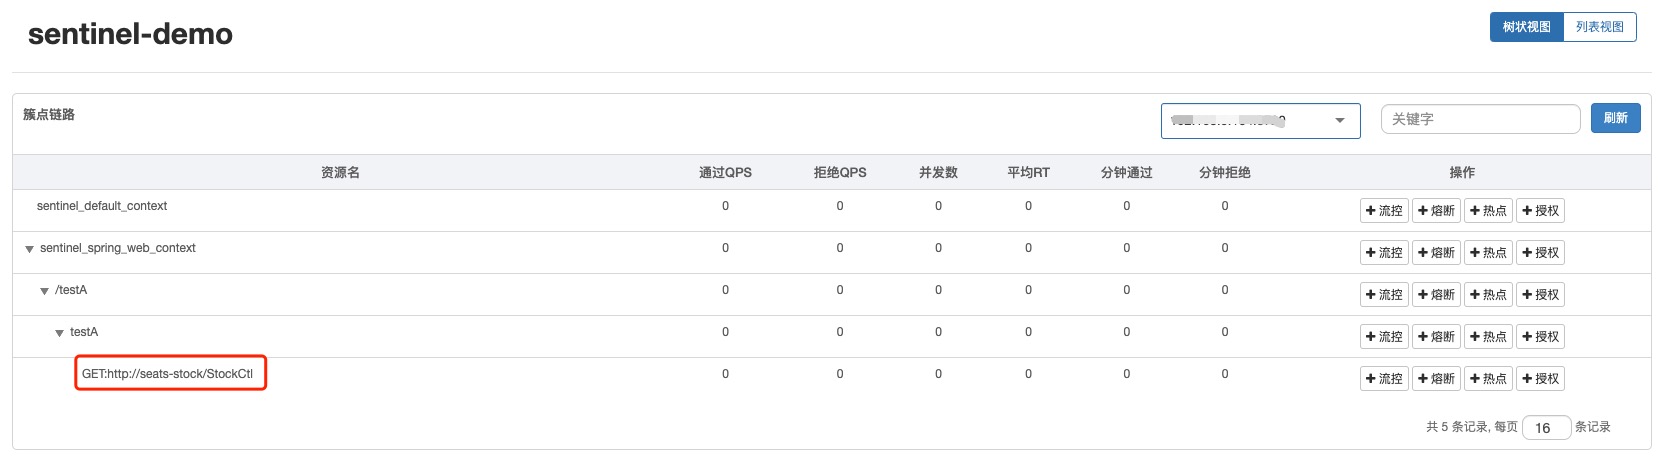 sentinel-demo
树状视图 列表视图
簇点链路
关键字 刷新
资源名 通过QPS 拒绝QPS 并发数 平均RT 分钟通过 分钟拒绝 操作
sentinel_default_context 0 0 0 0 0 0 流控 熔断 热点 授权
sentinel_spring_web_context 0 0 0 0 0 0 流控 熔断 热点 授权
/testA 0 0 0 0 0 0 流控 熔断 热点 授权
testA 0 0 0 0 0 0 流控 熔断 热点 授权
GET:http://seats-stock/StockCtl 0 0 0 0 0 0 流控 熔断 热点 授权
共 5 条记录, 每页 16 条记录